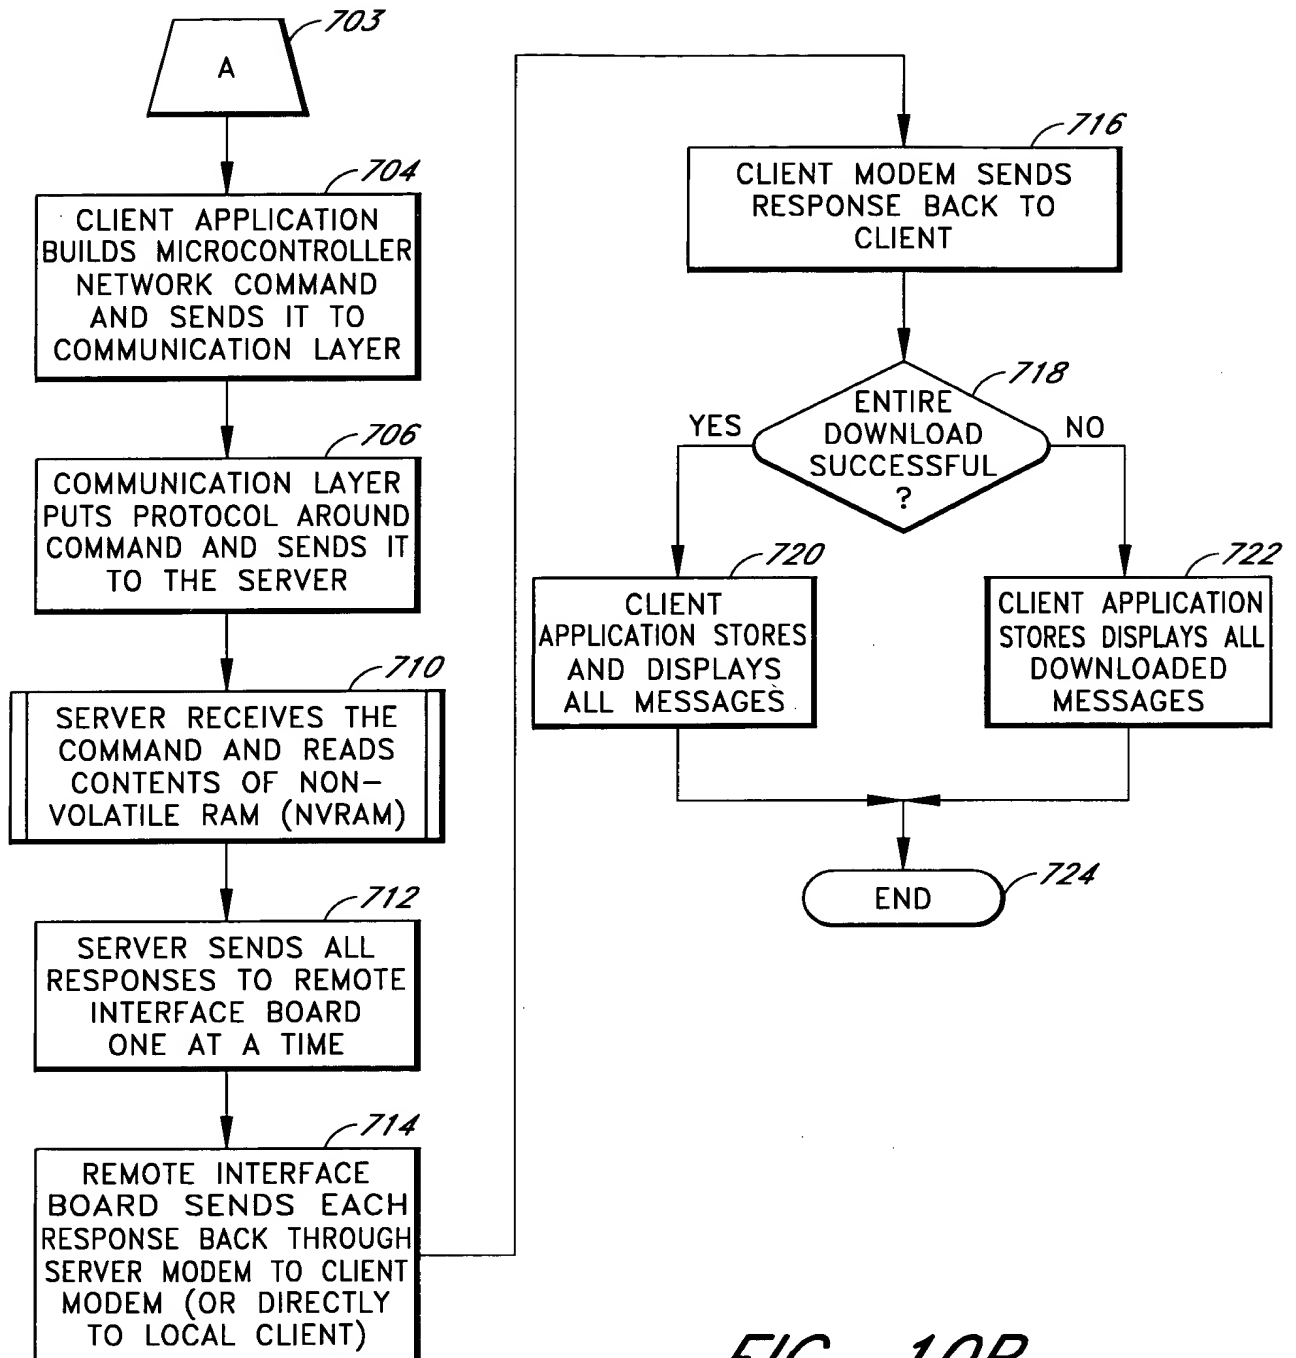 703
A
704
CLIENT APPLICATION
BUILDS MICROCONTROLLER
NETWORK COMMAND
AND SENDS IT TO
COMMUNICATION LAYER
706
COMMUNICATION LAYER
PUTS PROTOCOL AROUND
COMMAND AND SENDS IT
TO THE SERVER
710
SERVER RECEIVES THE
COMMAND AND READS
CONTENTS OF NON-
VOLATILE RAM (NVRAM)
712
SERVER SENDS ALL
RESPONSES TO REMOTE
INTERFACE BOARD
ONE AT A TIME
714
REMOTE INTERFACE
BOARD SENDS EACH
RESPONSE BACK THROUGH
SERVER MODEM TO CLIENT
MODEM (OR DIRECTLY
TO LOCAL CLIENT)
716
CLIENT MODEM SENDS
RESPONSE BACK TO
CLIENT
718
ENTIRE
DOWNLOAD
SUCCESSFUL
?
YES
NO
720
CLIENT
APPLICATION STORES
AND DISPLAYS
ALL MESSAGES
722
CLIENT APPLICATION
STORES DISPLAYS ALL
DOWNLOADED
MESSAGES
724
END
FIG. 10B